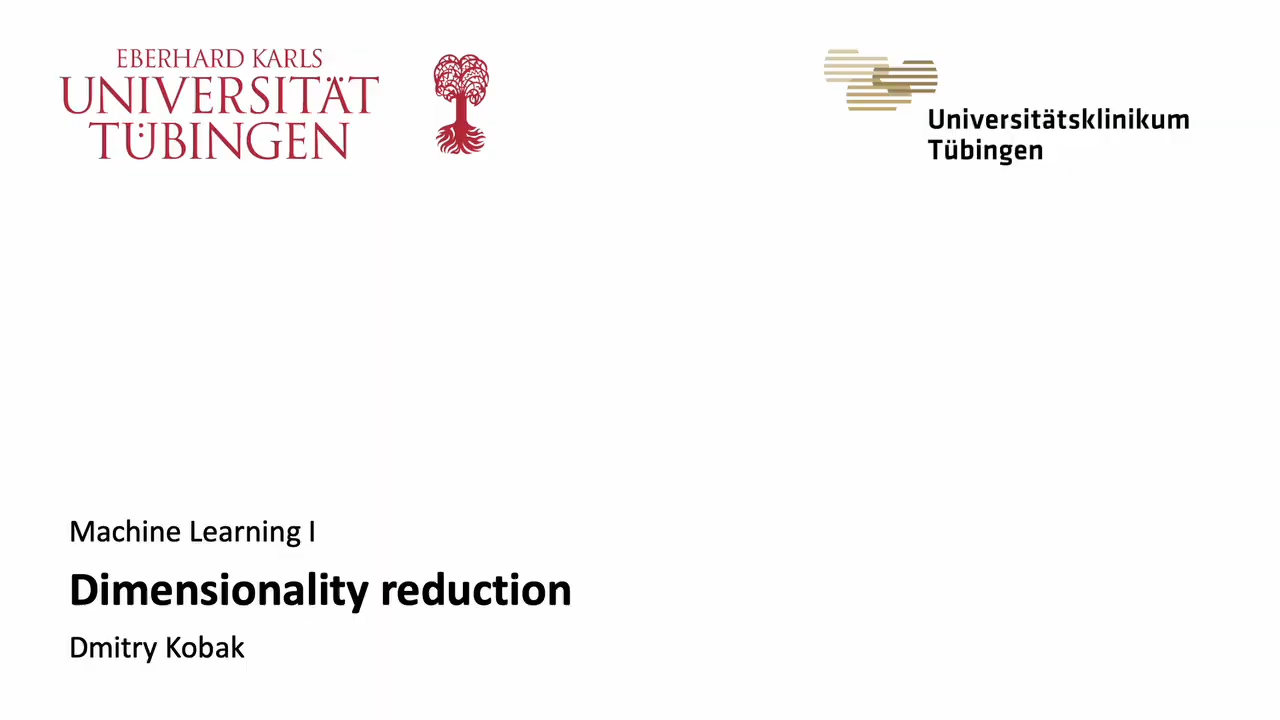 EBERHARD KARLS
UNIVERSITÄT
TÜBINGEN
Universitätsklinikum
Tübingen
Machine Learning I
Dimensionality reduction
Dmitry Kobak